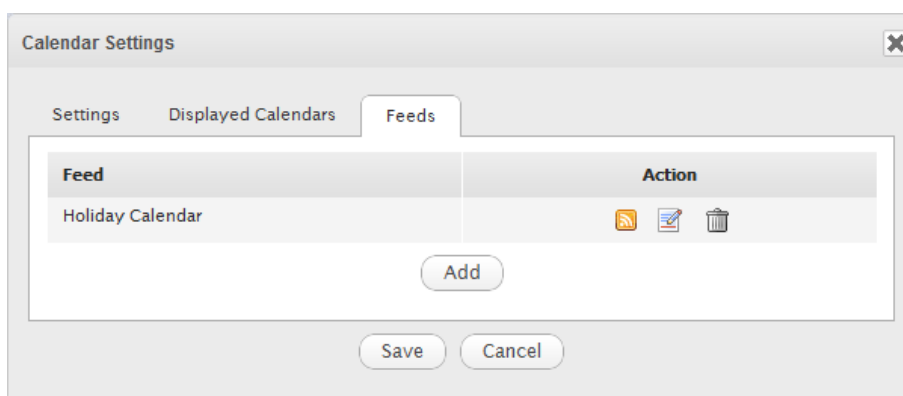 Calendar Settings
Settings Displayed Calendars Feeds
Feed Action
Holiday Calendar
Add
Save Cancel